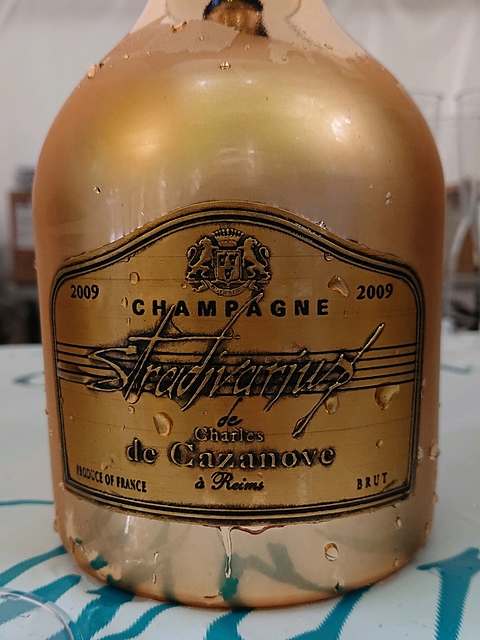 2009 2009
CHAMPAGNE
Stradivarius
de
Charles
de Cazanove
à Reims
PRODUCE OF FRANCE BRUT